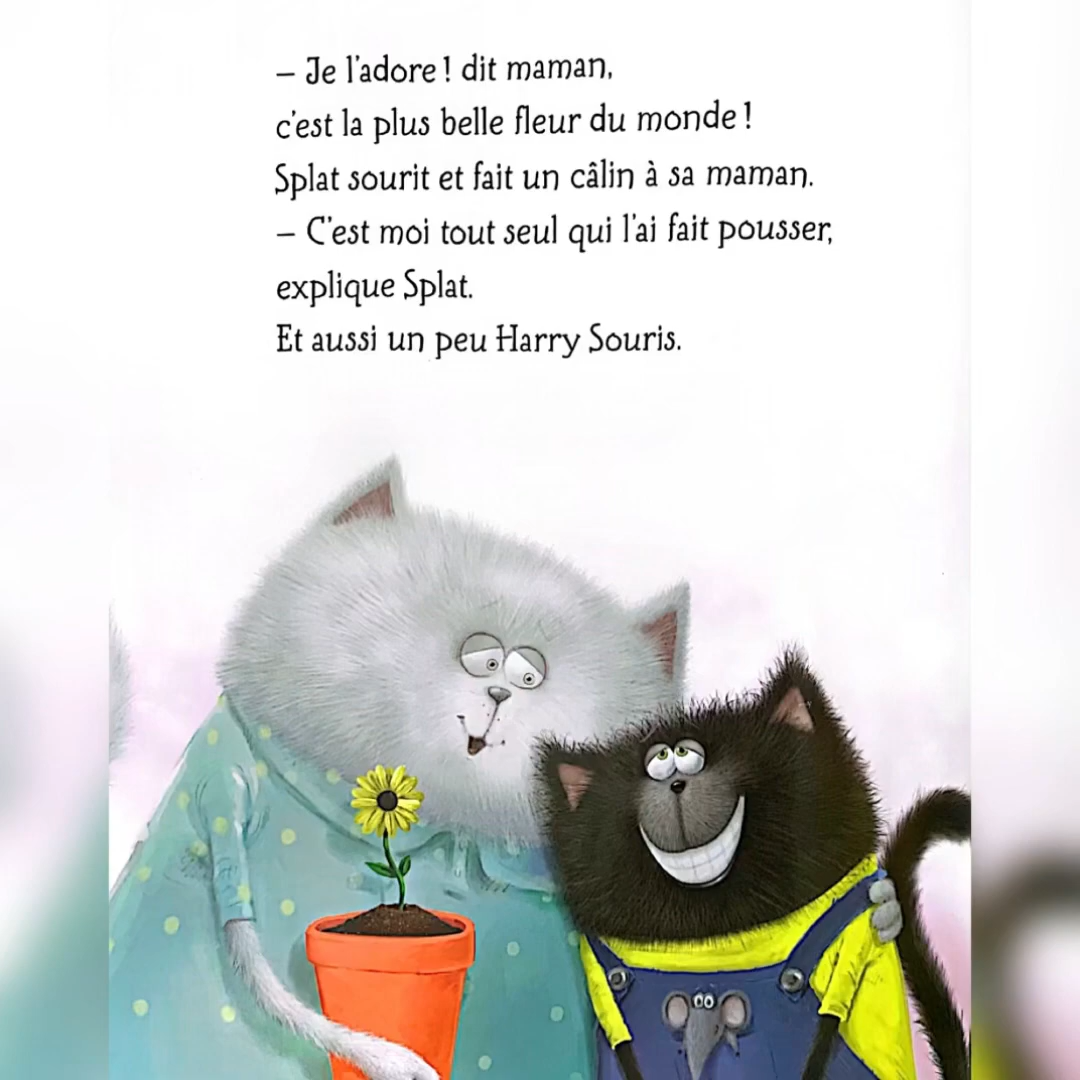 – Je l'adore ! dit maman,
c'est la plus belle fleur du monde !
Splat sourit et fait un câlin à sa maman.
– C'est moi tout seul qui l'ai fait pousser,
explique Splat.
Et aussi un peu Harry Souris.